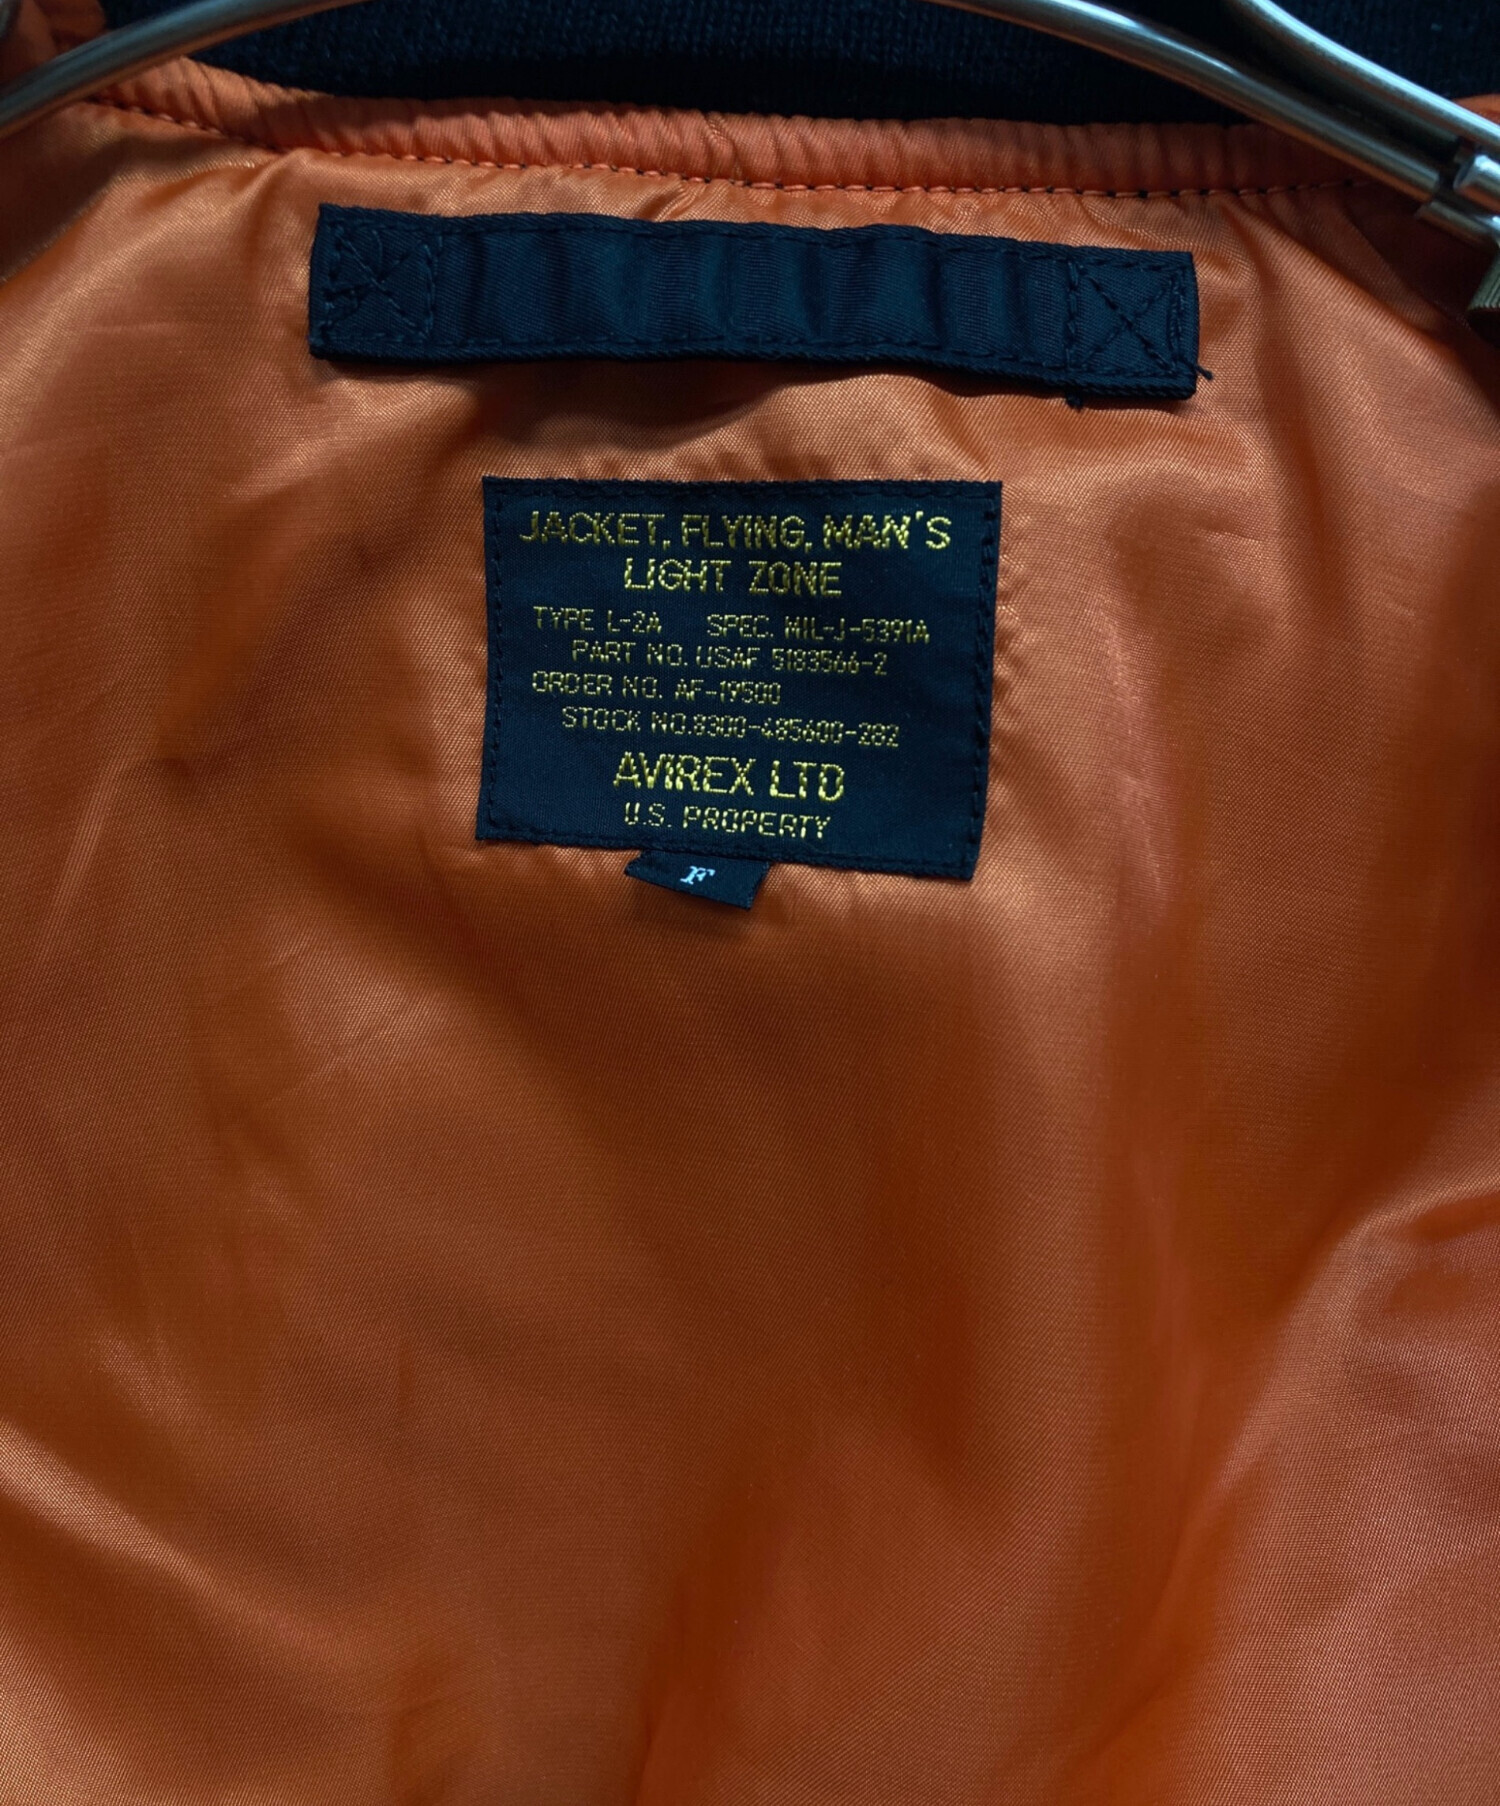 JACKET, FLYING, MAN'S
LIGHT ZONE
TYPE L-2A SPEC. MIL-J-5391A
PART NO. USAF 5183566-2
ORDER NO. AF-19500
STOCK NO.8300-485600-282
AVIREX LTD
U.S. PROPERTY
F